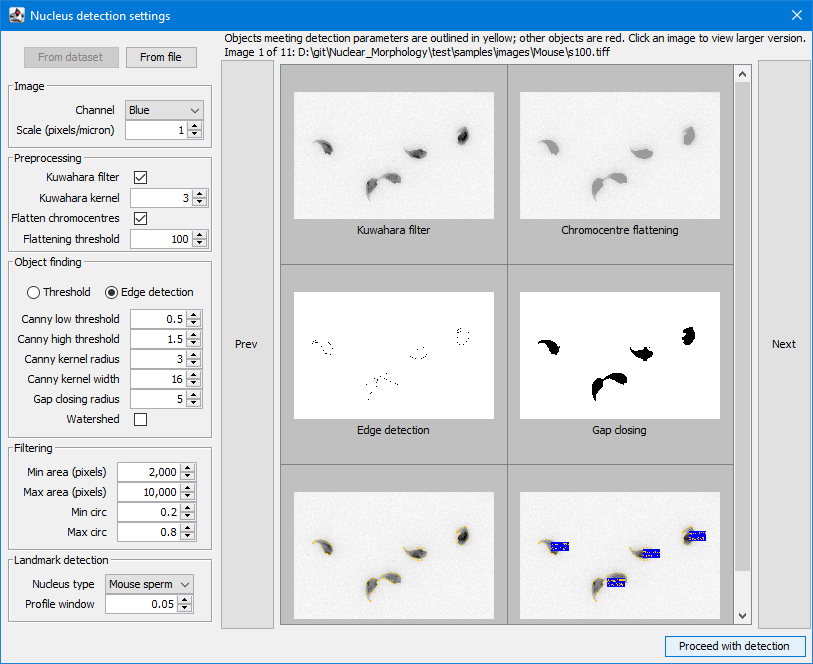 Nucleus detection settings
From dataset
From file
Image
Channel Blue
Scale (pixels/micron) 1
Preprocessing
Kuwahara filter
Kuwahara kernel 3
Flatten chromocentres
Flattening threshold 100
Object finding
Threshold Edge detection
Canny low threshold 0.5
Canny high threshold 1.5
Canny kernel radius 3
Canny kernel width 16
Gap closing radius 5
Watershed
Filtering
Min area (pixels) 2,000
Max area (pixels) 10,000
Min circ 0.2
Max circ 0.8
Landmark detection
Nucleus type Mouse sperm
Profile window 0.05
Objects meeting detection parameters are outlined in yellow; other objects are red. Click an image to view larger version.
Image 1 of 11: D:\git\Nuclear_Morphology\test\samples\images\Mouse\s100.tiff
Prev
Kuwahara filter
Chromocentre flattening
Edge detection
Gap closing
Next
Proceed with detection